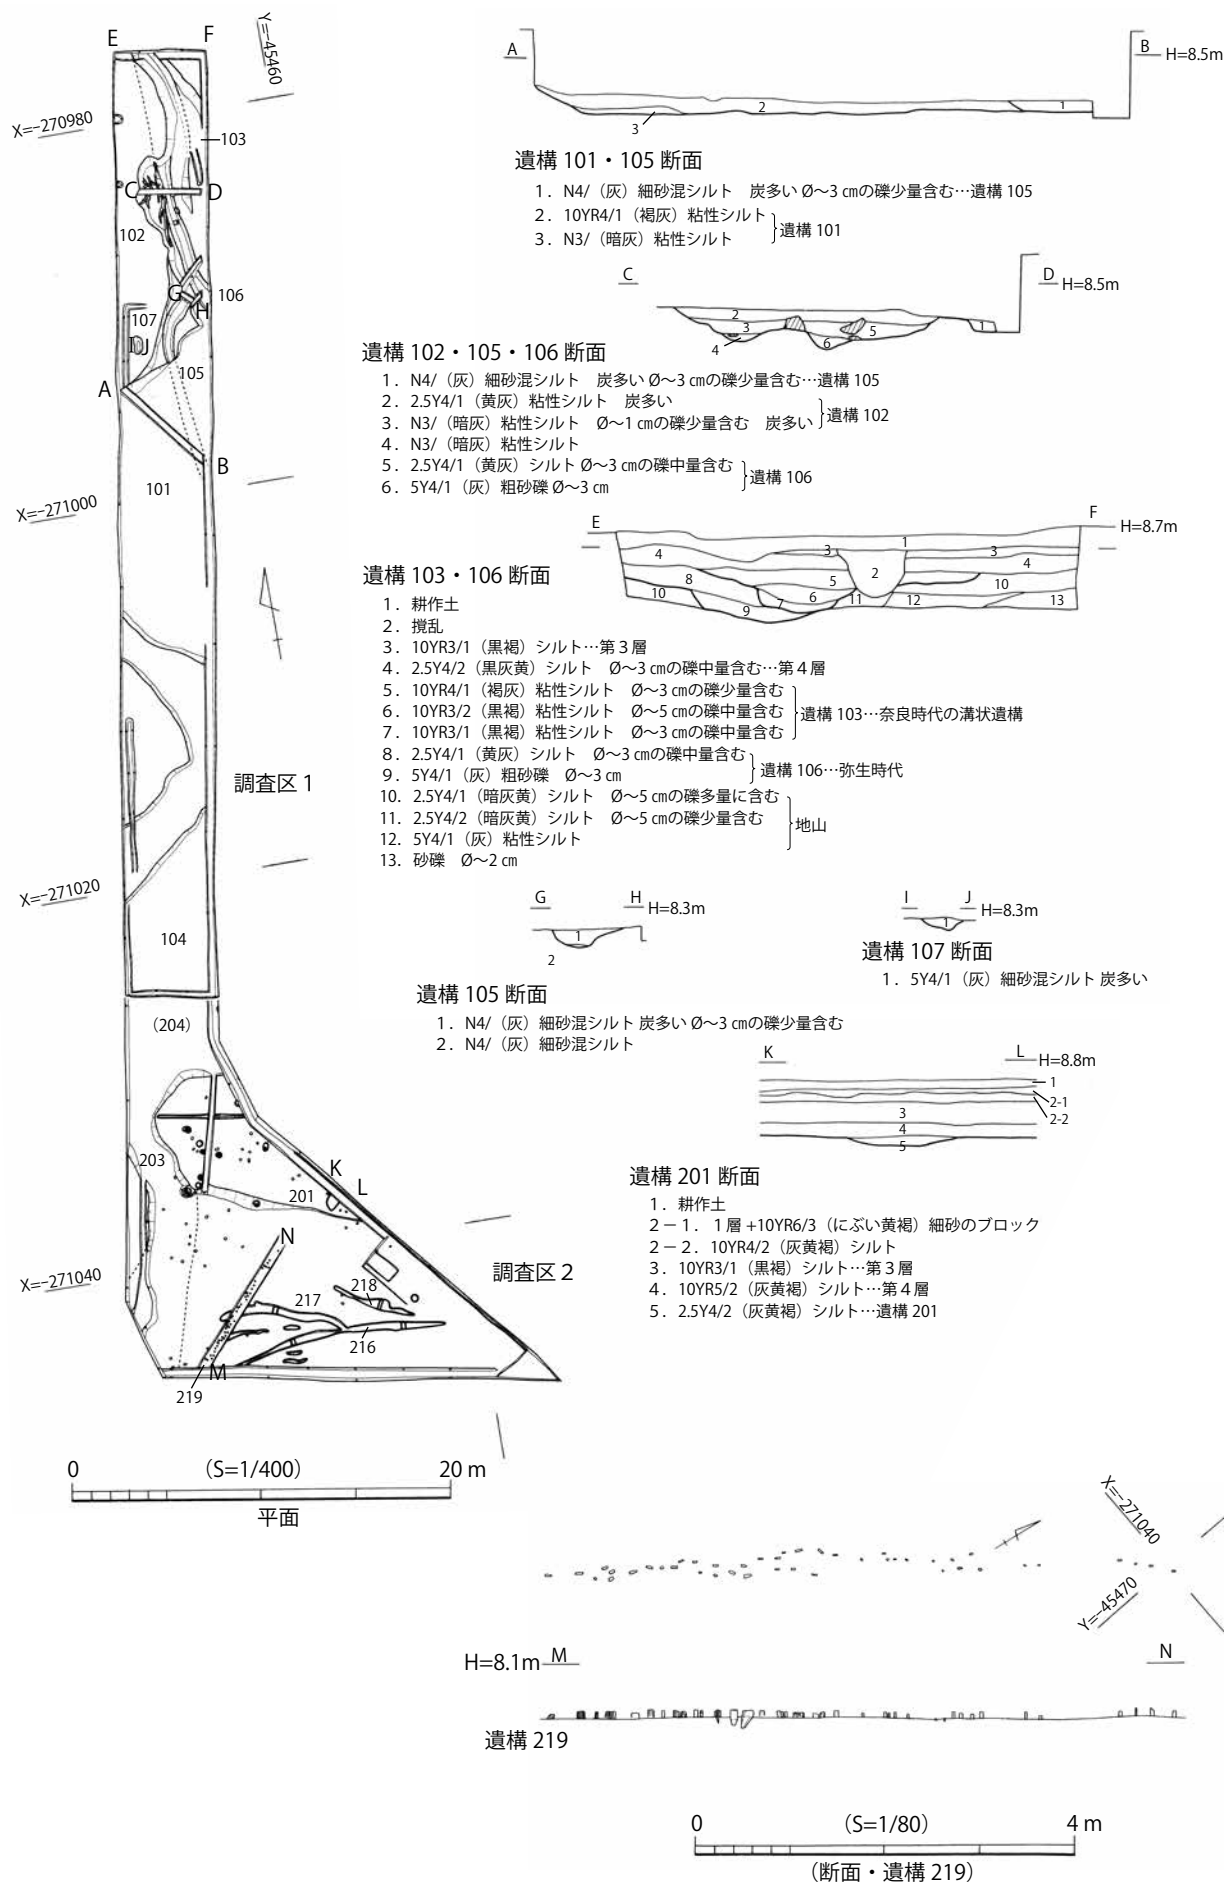 E
F
Y=-45460
X=-270980
103
C
D
102
G
H
106
107
I
J
105
A
B
101
X=-271000
調査区1
X=-271020
104
（204）
203
201
K
L
N
X=-271040
調査区2
217
218
216
M
219
0
（S=1/400）
20 m
平面
A
B
H=8.5m
1
2
3
遺構 101・105 断面
1．N4/（灰）細砂混シルト　炭多い Ø～3 ㎝の礫少量含む…遺構 105
2．10YR4/1（褐灰）粘性シルト
3．N3/（暗灰）粘性シルト
遺構 101
C
D
H=8.5m
2
3
4
5
6
1
遺構 102・105・106 断面
1．N4/（灰）細砂混シルト　炭多い Ø～3 ㎝の礫少量含む…遺構 105
2．2.5Y4/1（黄灰）粘性シルト　炭多い
3．N3/（暗灰）粘性シルト　Ø～1 ㎝の礫少量含む　炭多い
遺構 102
4．N3/（暗灰）粘性シルト
5．2.5Y4/1（黄灰）シルト Ø～3 ㎝の礫中量含む
6．5Y4/1（灰）粗砂礫 Ø～3 ㎝
遺構 106
E
F
H=8.7m
1
3
4
2
3
4
8
5
10
10
6
7
9
11
12
13
遺構 103・106 断面
1．耕作土
2．撹乱
3．10YR3/1（黒褐）シルト…第３層
4．2.5Y4/2（黒灰黄）シルト　Ø～3 ㎝の礫中量含む…第４層
5．10YR4/1（褐灰）粘性シルト　Ø～3 ㎝の礫少量含む
6．10YR3/2（黒褐）粘性シルト　Ø～5 ㎝の礫中量含む
7．10YR3/1（黒褐）粘性シルト　Ø～3 ㎝の礫中量含む
遺構 103…奈良時代の溝状遺構
8．2.5Y4/1（黄灰）シルト　Ø～3 ㎝の礫中量含む
9．5Y4/1（灰）粗砂礫　Ø～3 ㎝
遺構 106…弥生時代
10．2.5Y4/1（暗灰黄）シルト　Ø～5 ㎝の礫多量に含む
11．2.5Y4/2（暗灰黄）シルト　Ø～5 ㎝の礫少量含む
12．5Y4/1（灰）粘性シルト
地山
13．砂礫　Ø～2 ㎝
G
H
H=8.3m
1
2
遺構 105 断面
1．N4/（灰）細砂混シルト 炭多い Ø～3 ㎝の礫少量含む
2．N4/（灰）細砂混シルト
I
J
H=8.3m
1
遺構 107 断面
1．5Y4/1（灰）細砂混シルト 炭多い
K
L
H=8.8m
1
2-1
2-2
3
4
5
遺構 201 断面
1．耕作土
2－1．1層 +10YR6/3（にぶい黄褐）細砂のブロック
2－2．10YR4/2（灰黄褐）シルト
3．10YR3/1（黒褐）シルト…第３層
4．10YR5/2（灰黄褐）シルト…第４層
5．2.5Y4/2（灰黄褐）シルト…遺構 201
X=-271040
Y=-45470
H=8.1m
M
N
遺構 219
0
（S=1/80）
4 m
（断面・遺構 219）